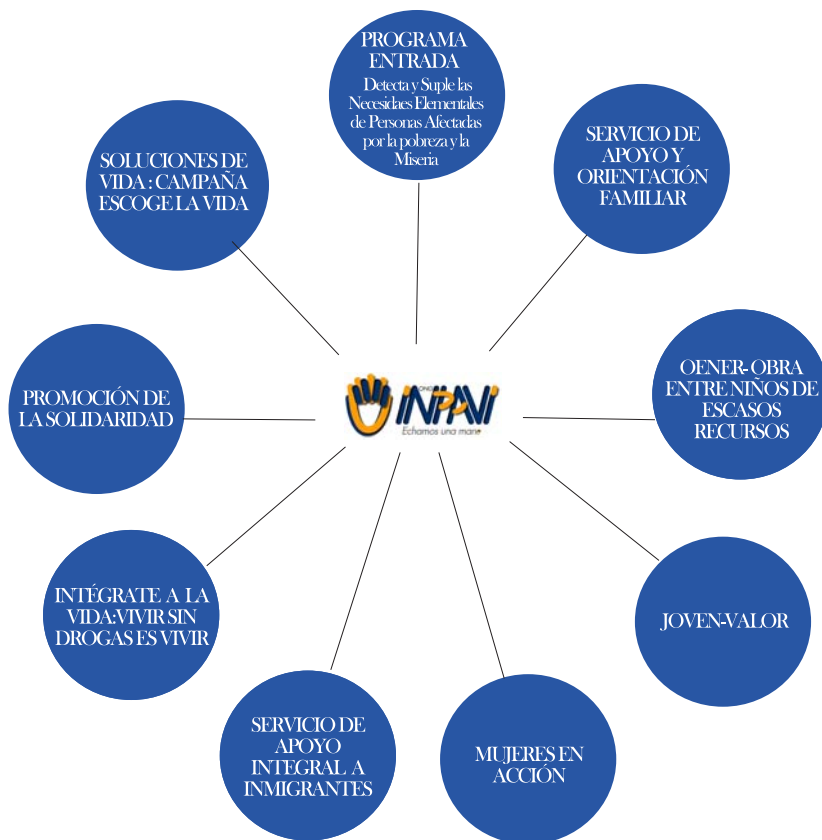 PROGRAMA
ENTRADA
Detecta y Suple las
Necesidaes Elementales
de Personas Afectadas
por la pobreza y la
Miseria
SERVICIO DE
APOYO Y
ORIENTACIÓN
FAMILIAR
OENER-OBRA
ENTRE NIÑOS DE
ESCASOS
RECURSOS
JOVEN-VALOR
MUJERES EN
ACCIÓN
SERVICIO DE
APOYO
INTEGRAL A
INMIGRANTES
INTÉGRATE A LA
VIDA:VIVIR SIN
DROGAS ES VIVIR
PROMOCIÓN DE
LA SOLIDARIDAD
SOLUCIONES DE
VIDA : CAMPAÑA
ESCOGE LA VIDA
ONG
INPAVI
Echamos una mano